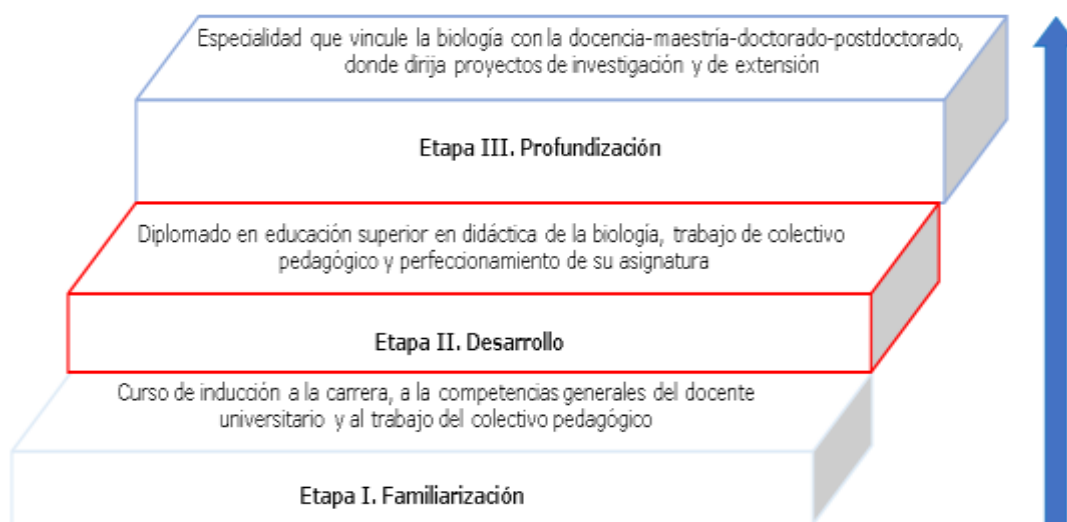 Especialidad que vincule la biología con la docencia-maestría-doctorado-postdoctorado,
donde dirija proyectos de investigación y de extensión
Etapa III. Profundización
Diplomado en educación superior en didáctica de la biología, trabajo de colectivo
pedagógico y perfeccionamiento de su asignatura
Etapa II. Desarrollo
Curso de inducción a la carrera, a la competencias generales del docente
universitario y al trabajo del colectivo pedagógico
Etapa I. Familiarización